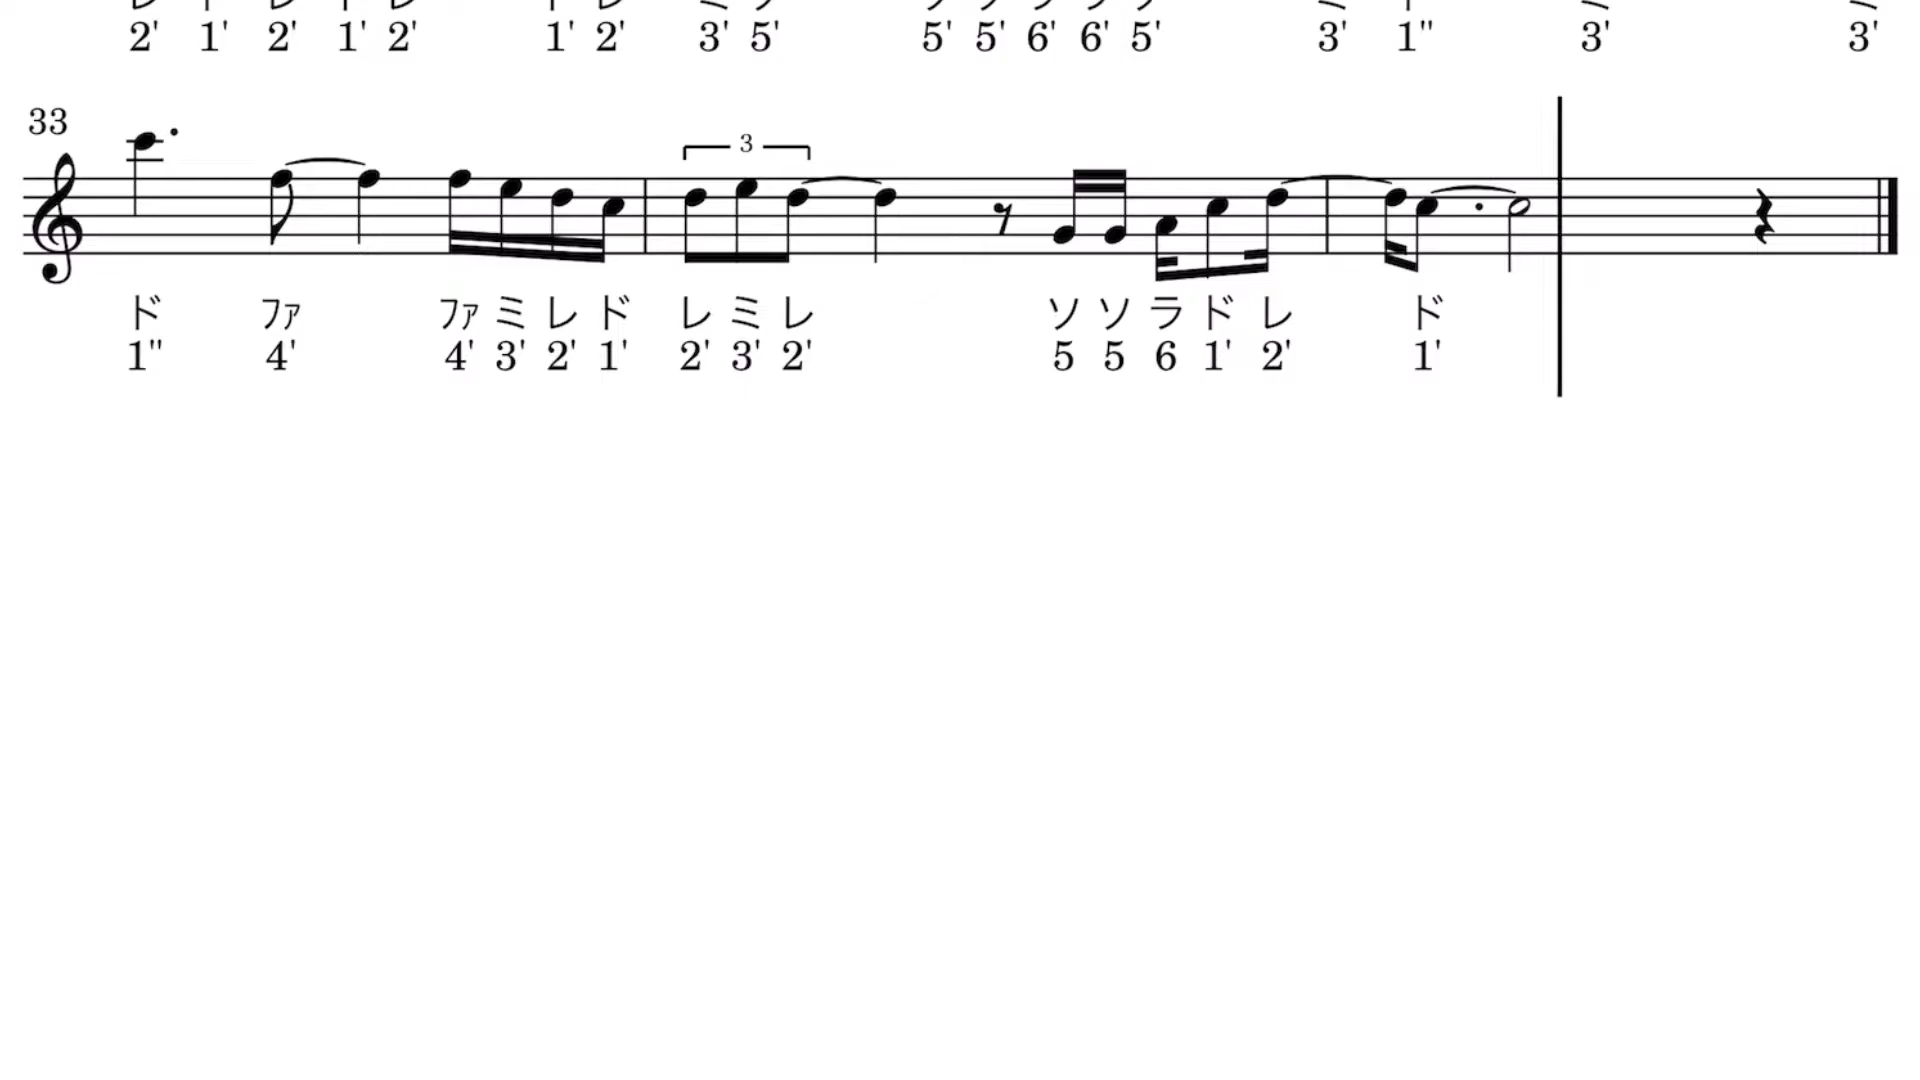 2' 1' 2' 1' 2' 1' 2' 3' 5' 5' 5' 6' 6' 5' 3' 1" 3' 3'
33
3
ド ファ ファ ミ レ ド レ ミ レ ソ ソ ラ ド レ ド
1" 4' 4' 3' 2' 1' 2' 3' 2' 5 5 6 1' 2' 1'